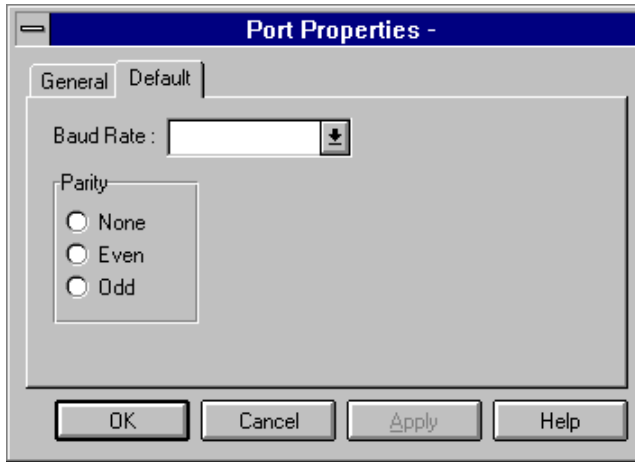 Port Properties -
General Default
Baud Rate :
Parity
None
Even
Odd
OK Cancel Apply Help